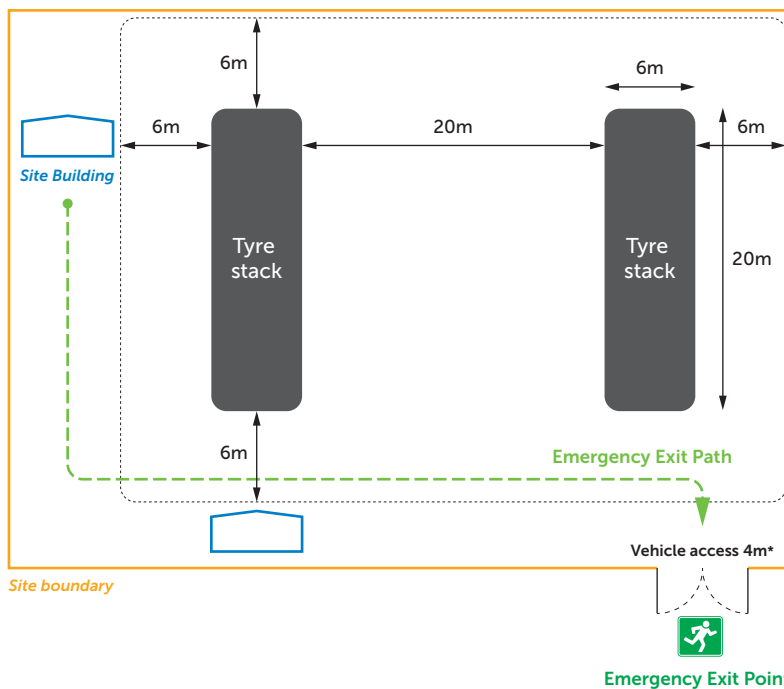 6m
6m
6m
20m
6m
Site Building
Tyre
stack
Tyre
stack
20m
6m
Emergency Exit Path
Vehicle access 4m*
Site boundary
Emergency Exit Poin